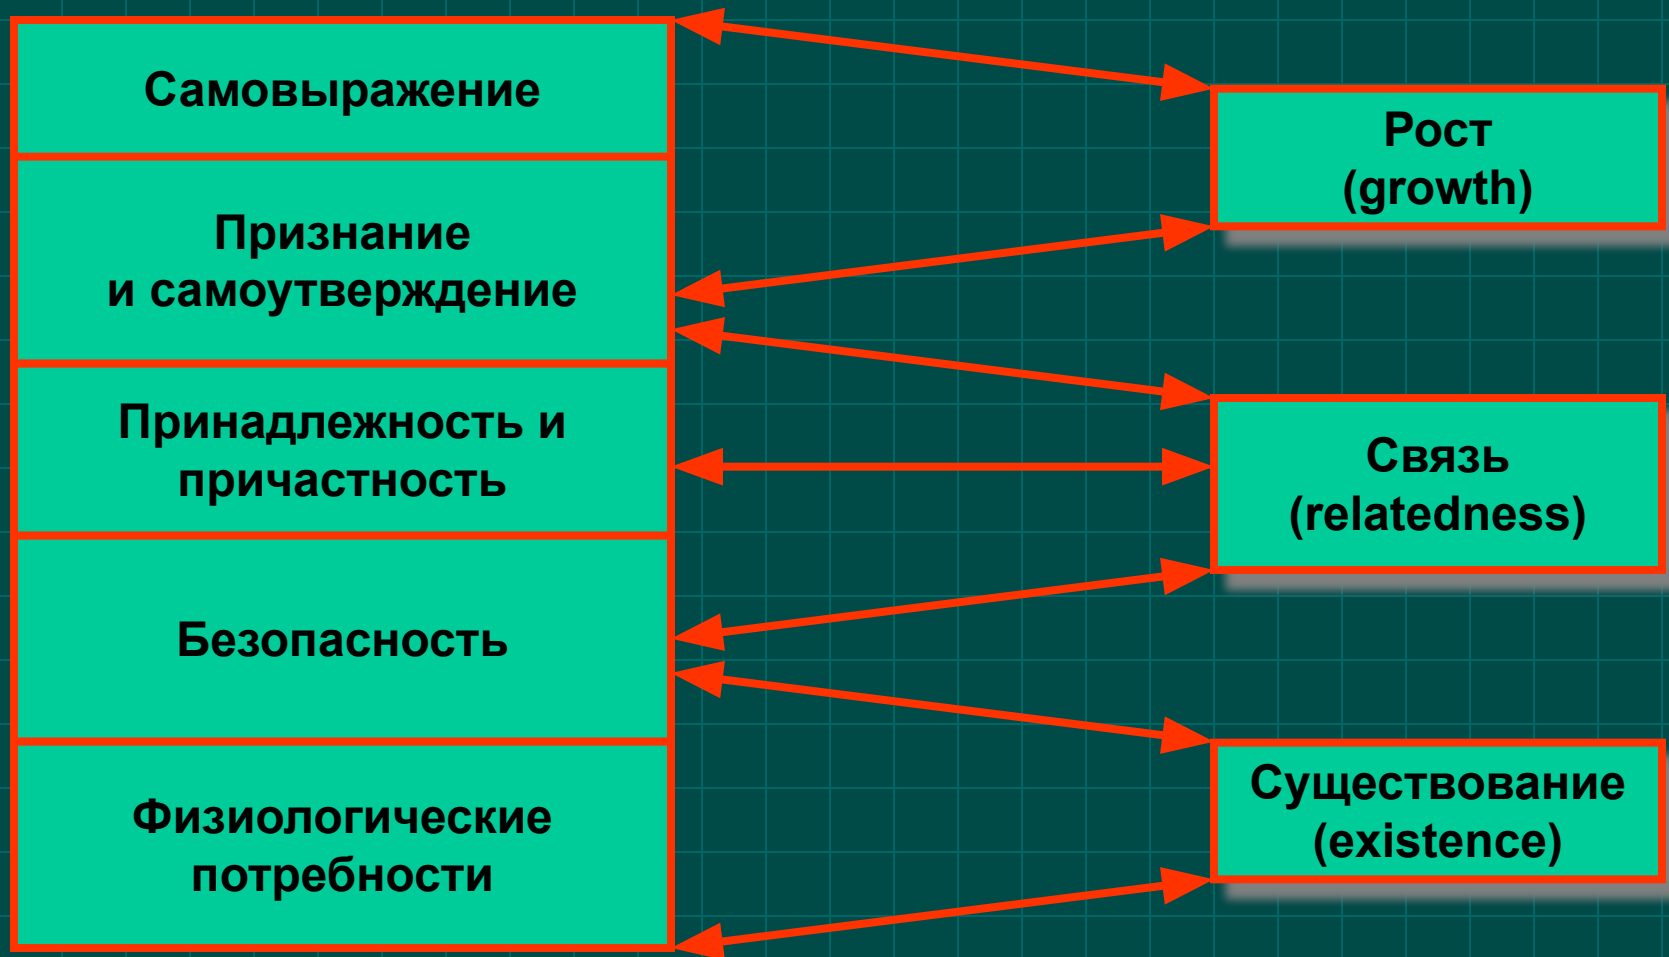 Самовыражение
Признание
и самоутверждение
Принадлежность и
причастность
Безопасность
Физиологические
потребности
Рост
(growth)
Связь
(relatedness)
Существование
(existence)